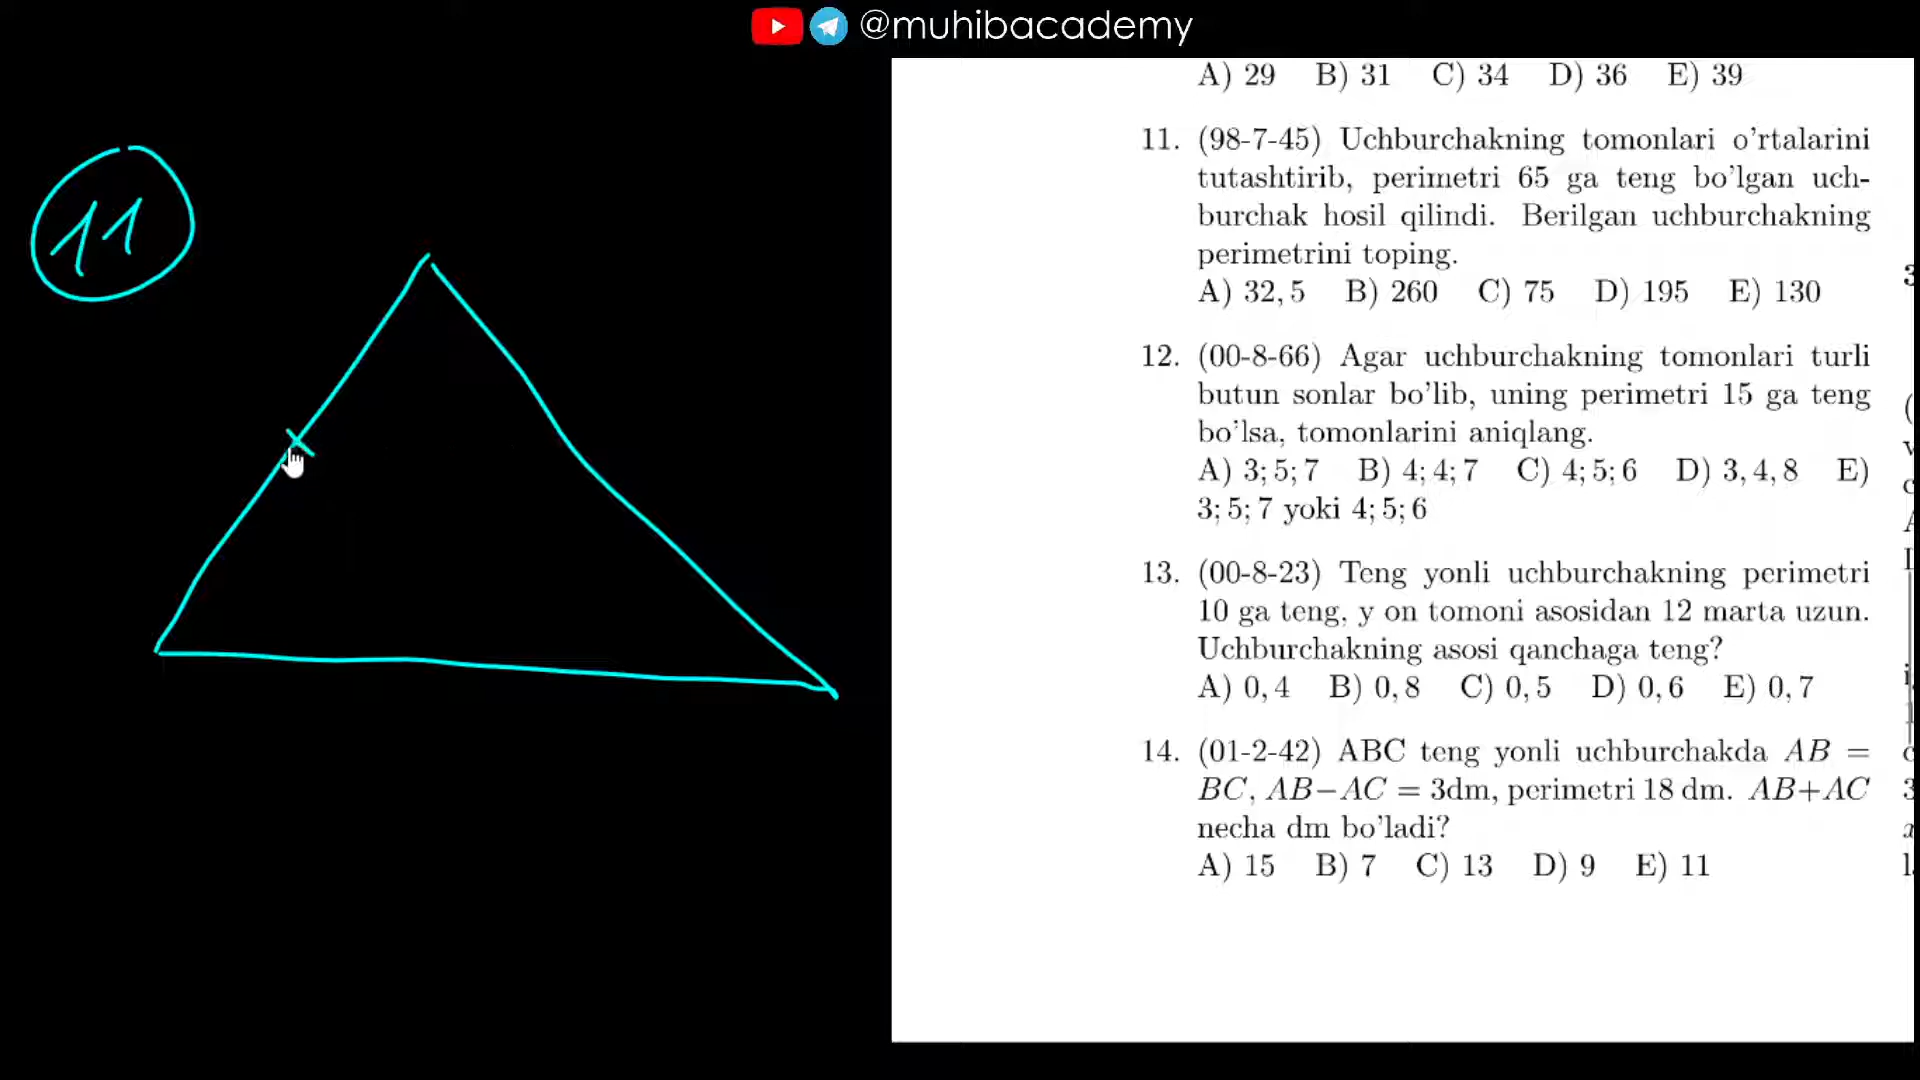 @muhibacademy
11
A) 29 B) 31 C) 34 D) 36 E) 39
11. (98-7-45) Uchburchakning tomonlari o'rtalarini
tutashtirib, perimetri 65 ga teng bo'lgan uch-
burchak hosil qilindi. Berilgan uchburchakning
perimetrini toping.
A) 32, 5 B) 260 C) 75 D) 195 E) 130
12. (00-8-66) Agar uchburchakning tomonlari turli
butun sonlar bo'lib, uning perimetri 15 ga teng
bo'lsa, tomonlarini aniqlang.
A) 3; 5; 7 B) 4; 4; 7 C) 4; 5; 6 D) 3, 4, 8 E)
3; 5; 7 yoki 4; 5; 6
13. (00-8-23) Teng yonli uchburchakning perimetri
10 ga teng, y on tomoni asosidan 12 marta uzun.
Uchburchakning asosi qanchaga teng?
A) 0, 4 B) 0, 8 C) 0, 5 D) 0, 6 E) 0, 7
14. (01-2-42) ABC teng yonli uchburchakda AB =
BC, AB−AC = 3dm, perimetri 18 dm. AB+AC
necha dm bo'ladi?
A) 15 B) 7 C) 13 D) 9 E) 11